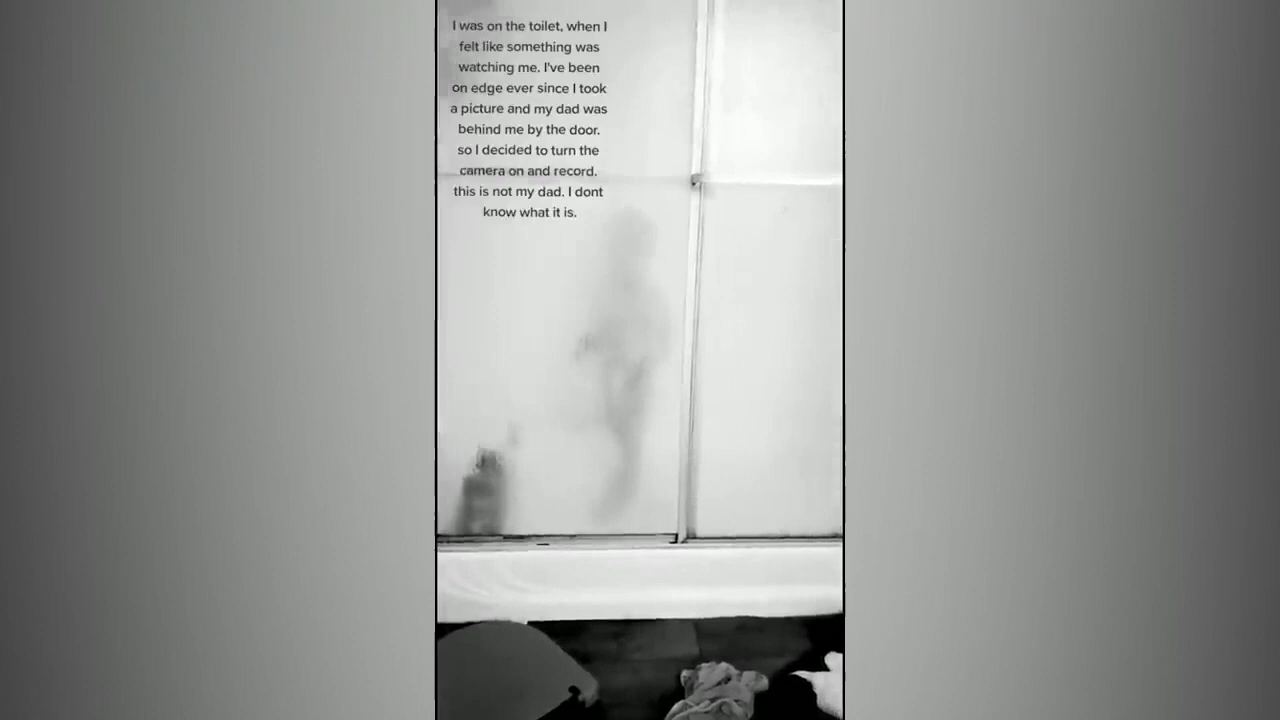 I was on the toilet, when I
felt like something was
watching me. I've been
on edge ever since I took
a picture and my dad was
behind me by the door.
so I decided to turn the
camera on and record.
this is not my dad. I dont
know what it is.